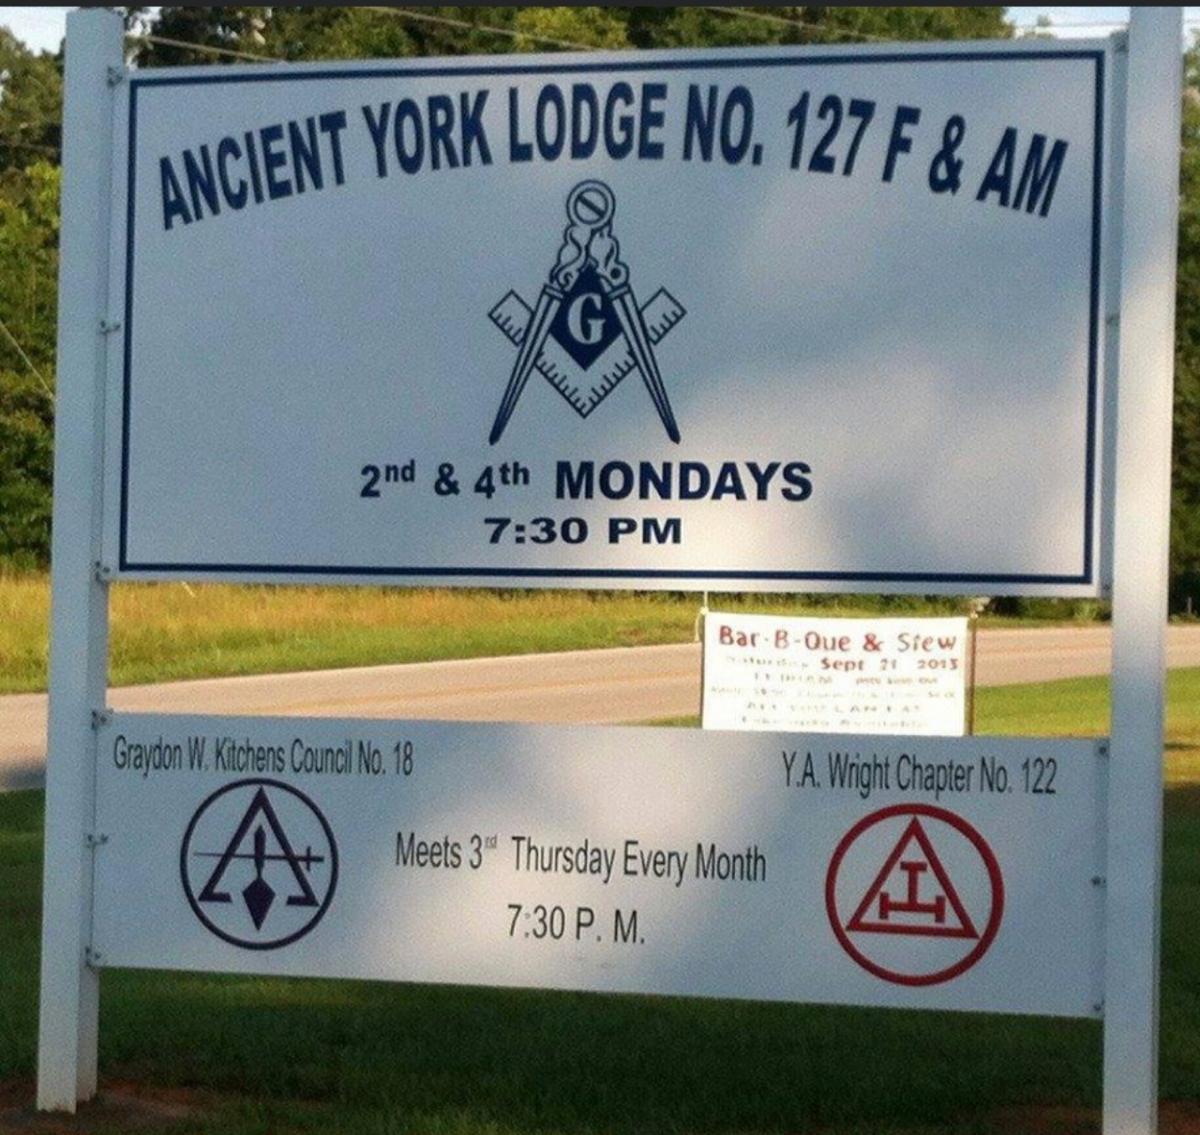 ANCIENT YORK LODGE NO. 127 F & AM
G
2nd & 4th MONDAYS
7:30 PM
Bar-B-Que & Stew
Sept 21 2013
Graydon W. Kitchens Council No. 18
Y.A. Wright Chapter No. 122
Meets 3rd Thursday Every Month
7:30 P. M.